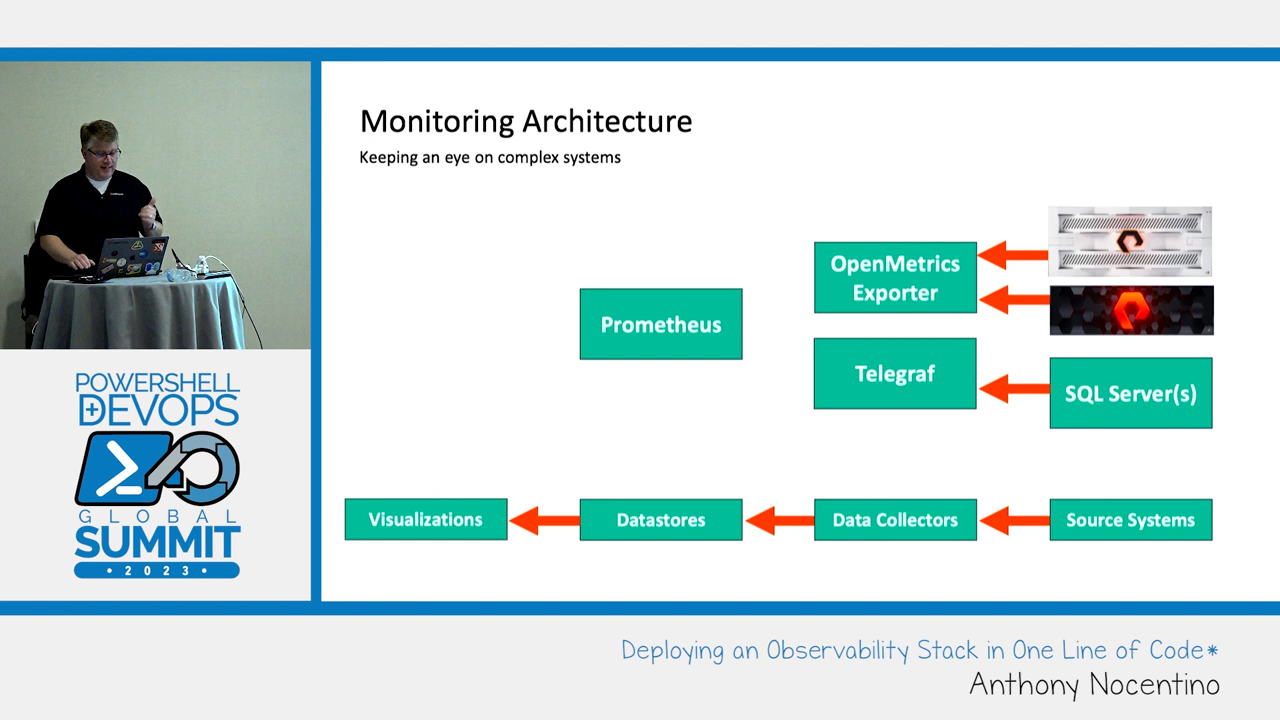 Monitoring Architecture
Keeping an eye on complex systems
OpenMetrics
Exporter
Prometheus
Telegraf
SQL Server(s)
Visualizations
Datastores
Data Collectors
Source Systems
POWERSHELL
+DEVOPS
GLOBAL
SUMMIT
• 2023 •
Deploying an Observability Stack in One Line of Code*
Anthony Nocentino